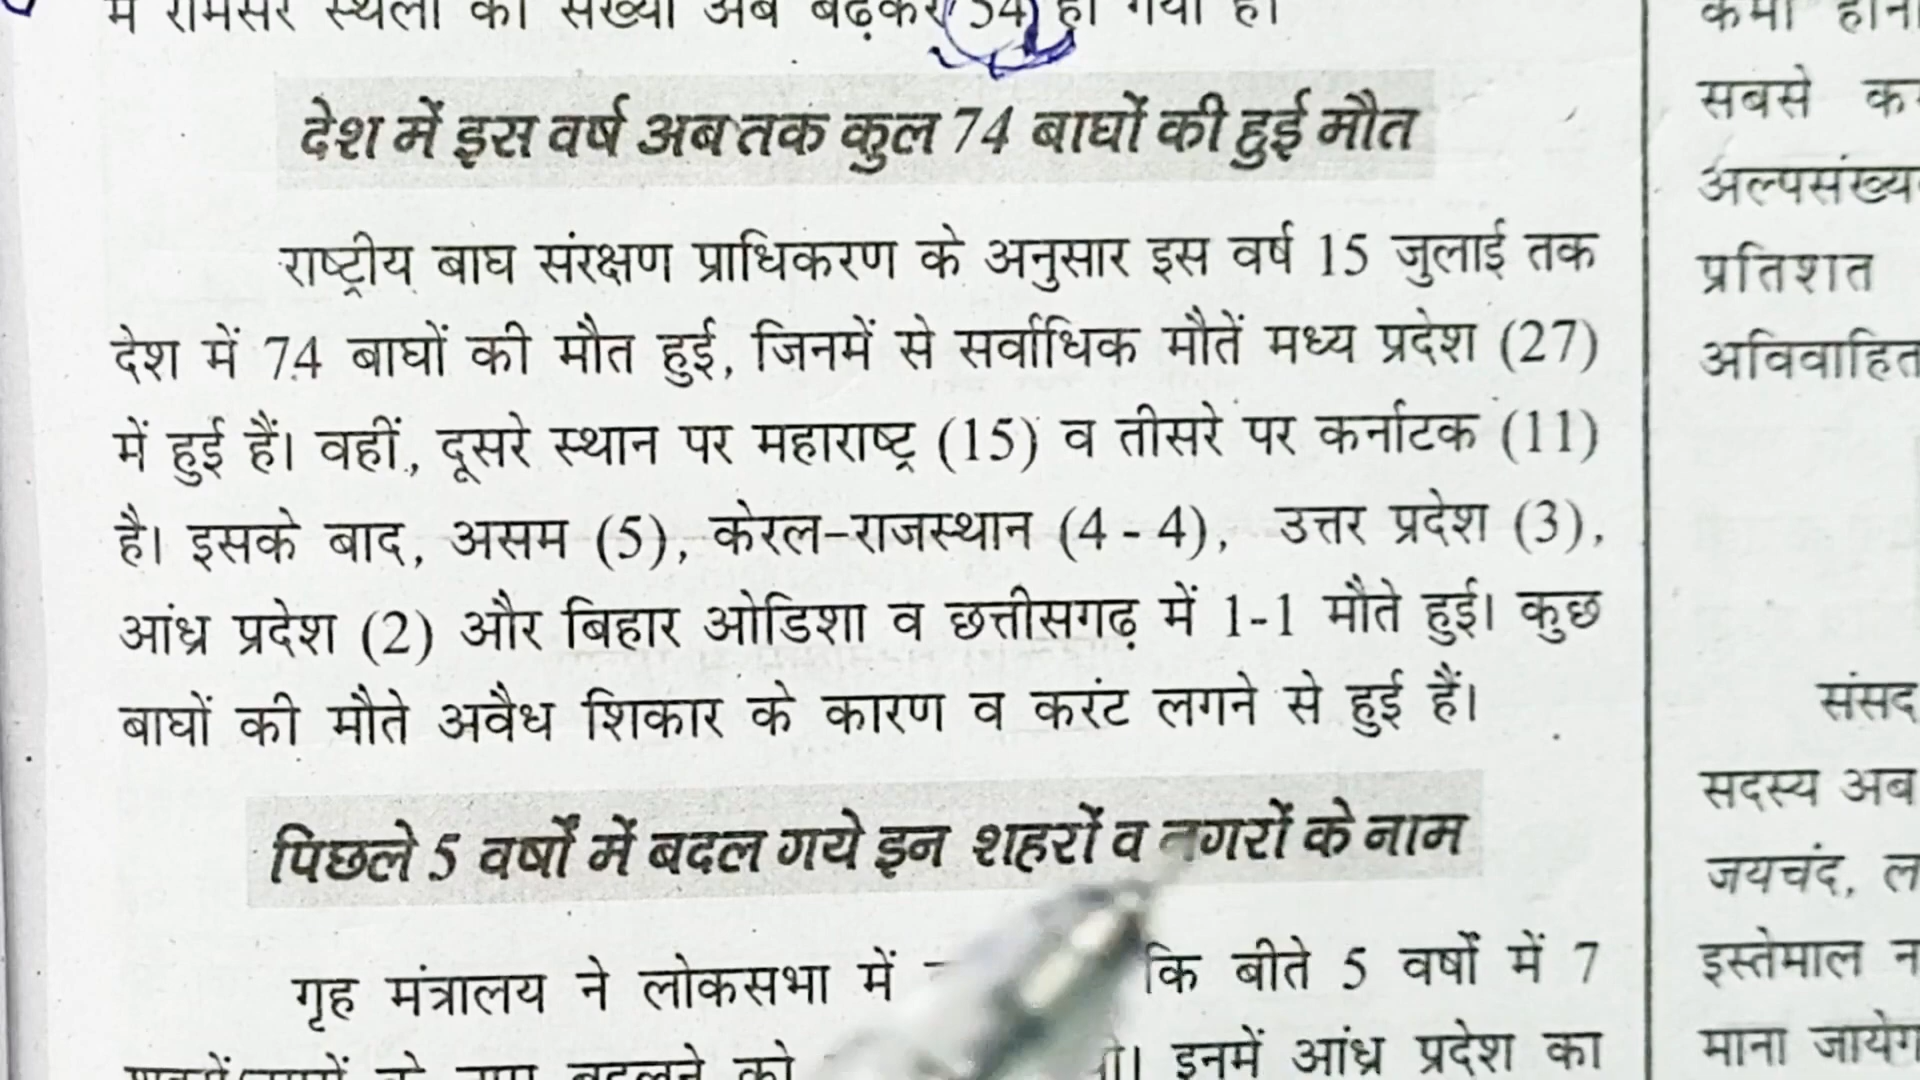 में रामसर स्थलों की संख्या अब बढ़कर 54 हो गयी है।
देश में इस वर्ष अब तक कुल 74 बाघों की हुई मौत
राष्ट्रीय बाघ संरक्षण प्राधिकरण के अनुसार इस वर्ष 15 जुलाई तक
देश में 74 बाघों की मौत हुई, जिनमें से सर्वाधिक मौतें मध्य प्रदेश (27)
में हुई हैं। वहीं, दूसरे स्थान पर महाराष्ट्र (15) व तीसरे पर कर्नाटक (11)
है। इसके बाद, असम (5), केरल-राजस्थान (4 - 4), उत्तर प्रदेश (3),
आंध्र प्रदेश (2) और बिहार ओडिशा व छत्तीसगढ़ में 1-1 मौते हुई। कुछ
बाघों की मौते अवैध शिकार के कारण व करंट लगने से हुई हैं।
पिछले 5 वर्षों में बदल गये इन शहरों व नगरों के नाम
गृह मंत्रालय ने लोकसभा में कि बीते 5 वर्षों में 7
नाम बदलने को इनमें आंध्र प्रदेश का
सबसे
प्रतिशत
अविवाहित
संसद
सदस्य अब
जयचंद,
इस्तेमाल
माना